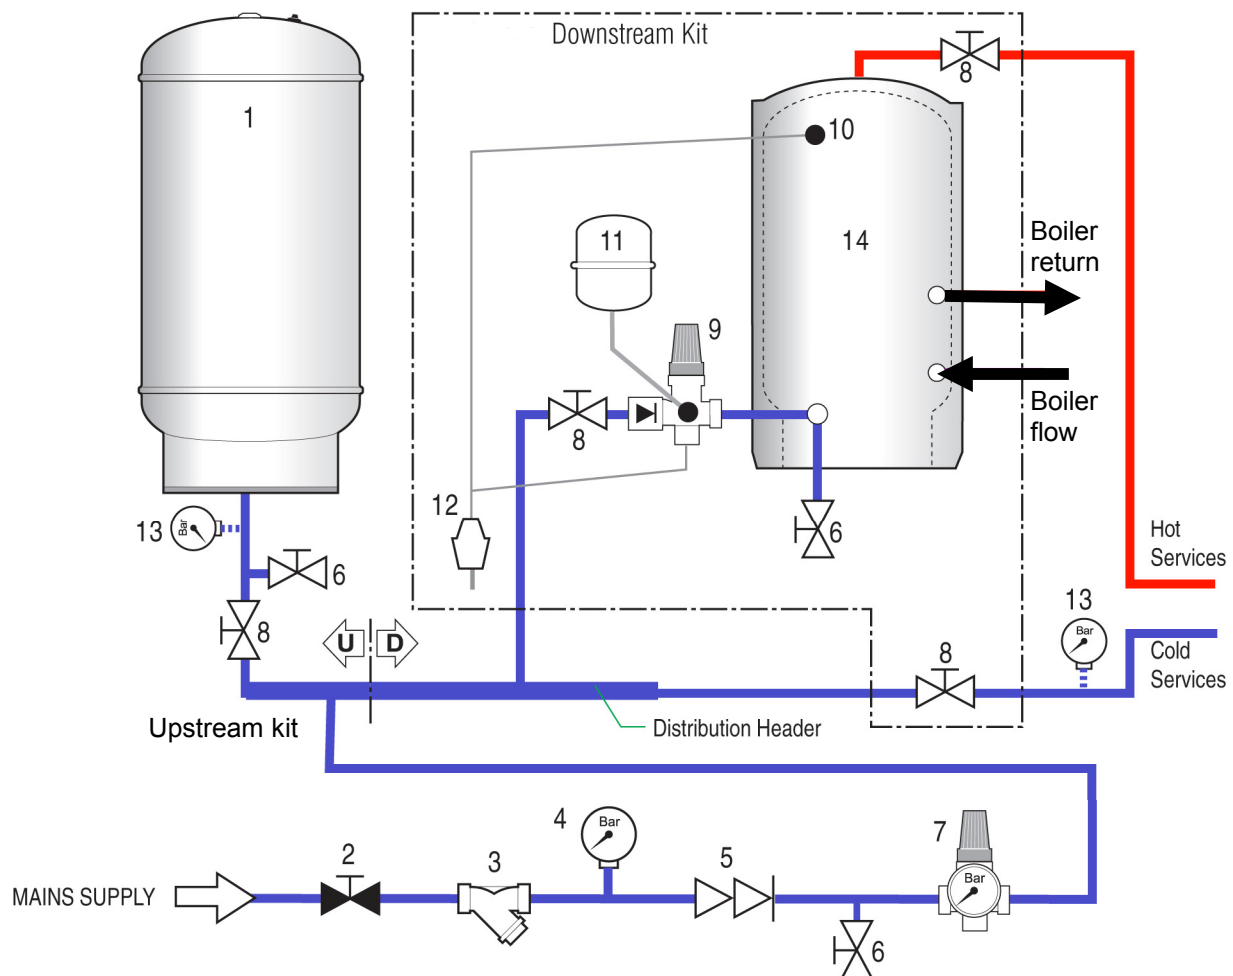 Downstream Kit
8
1
10
11
14
Boiler
return
9
Boiler
flow
8
12
13
Bar
6
6
Hot
Services
8
U
D
13
Bar
8
Cold
Services
Upstream kit
Distribution Header
4
Bar
7
2
3
5
Bar
MAINS SUPPLY
6